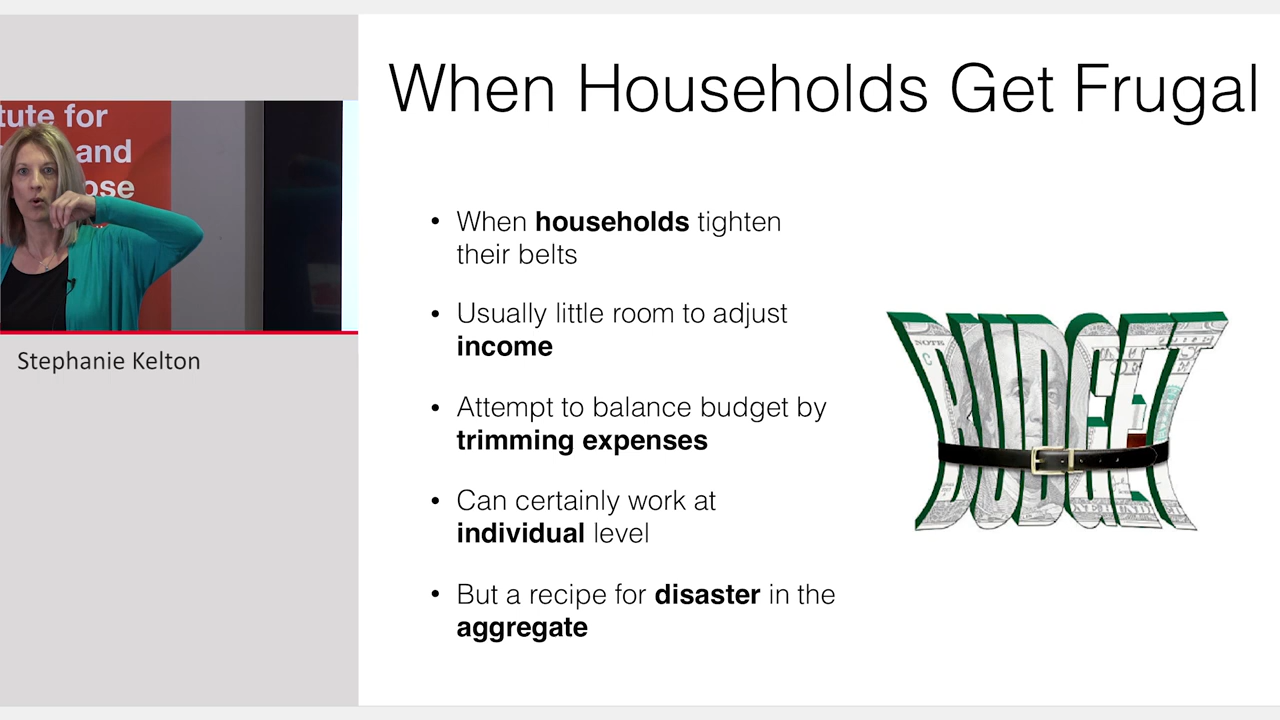 When Households Get Frugal
tute for
and
ose
Stephanie Kelton
• When households tighten
their belts
• Usually little room to adjust
income
• Attempt to balance budget by
trimming expenses
• Can certainly work at
individual level
• But a recipe for disaster in the
aggregate
BUDGET